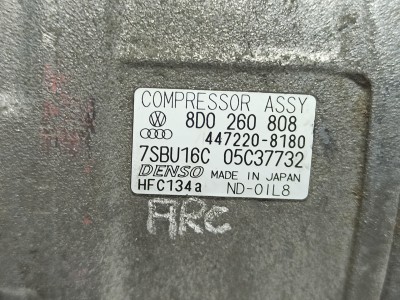 COMPRESSOR ASSY
8D0 260 808
447220-8180
7SBU16C 05C37732
DENSO MADE IN JAPAN
HFC134a ND-OIL8
ARC